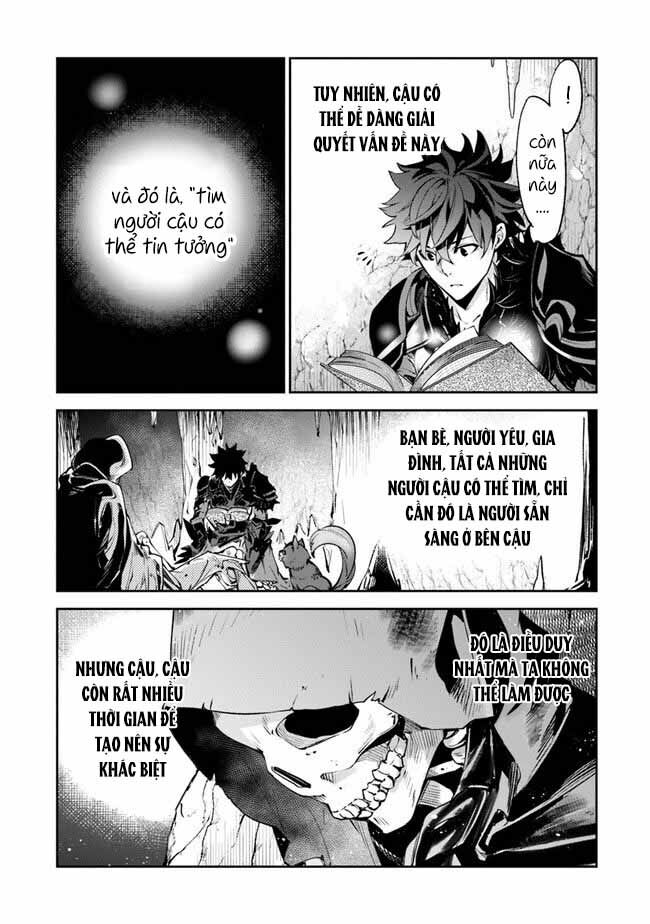 !
CÒN
NỮA
NÀY
....
TUY NHIÊN, CẬU CÓ
THỂ DỄ DÀNG GIẢI
QUYẾT VẤN ĐỀ NÀY
và đó là, "tìm
người cậu có
thể tin tưởng"
BẠN BÈ, NGƯỜI YÊU, GIA
ĐÌNH, TẤT CẢ NHỮNG
NGƯỜI CẬU CÓ THỂ TÌM, CHỈ
CẦN ĐÓ LÀ NGƯỜI SẴN
SÀNG Ở BÊN CẬU
ĐÓ LÀ ĐIỀU DUY
NHẤT MÀ TA KHÔNG
THỂ LÀM ĐƯỢC
NHƯNG CẬU, CẬU
CÒN RẤT NHIỀU
THỜI GIAN ĐỂ
TẠO NÊN SỰ
KHÁC BIỆT